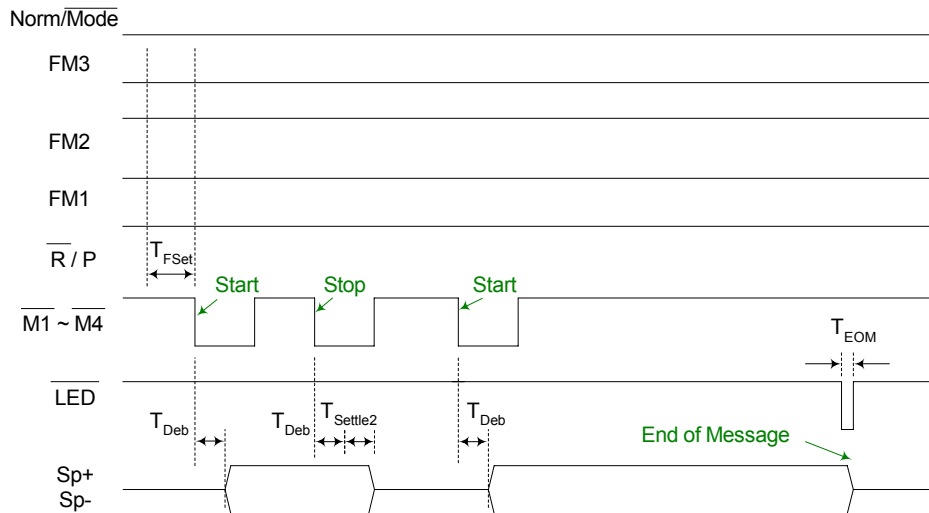 Norm/Mode
FM3
FM2
FM1
R / P
TFSet
Start
Stop
Start
M1 ~ M4
TEOM
LED
TDeb
TDeb
TSettle2
TDeb
End of Message
Sp+
Sp-